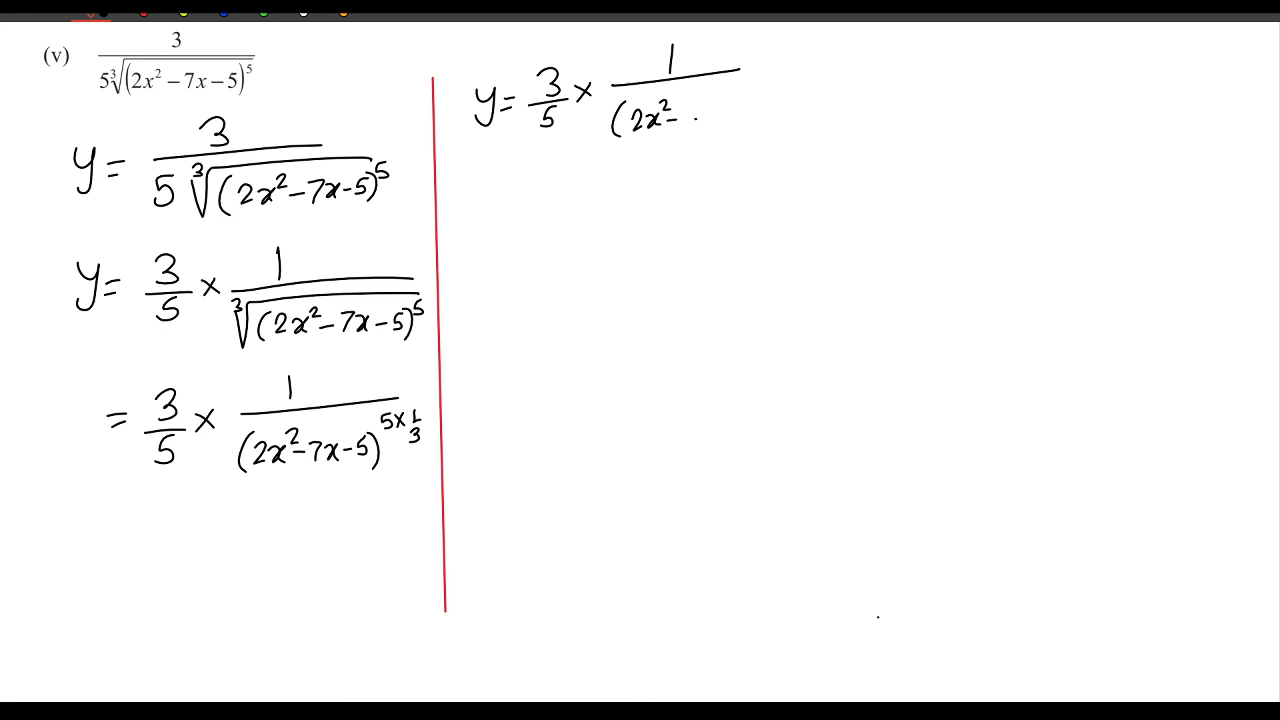 (v) 3/(5∛((2x² − 7x − 5)⁵))
y = 3/(5 ∛((2x² − 7x − 5)⁵))
y = 3/5 × 1/∛((2x² − 7x − 5)⁵)
= 3/5 × 1/(2x² − 7x − 5)^(5 × 1/3)
y = 3/5 × 1/(2x² −